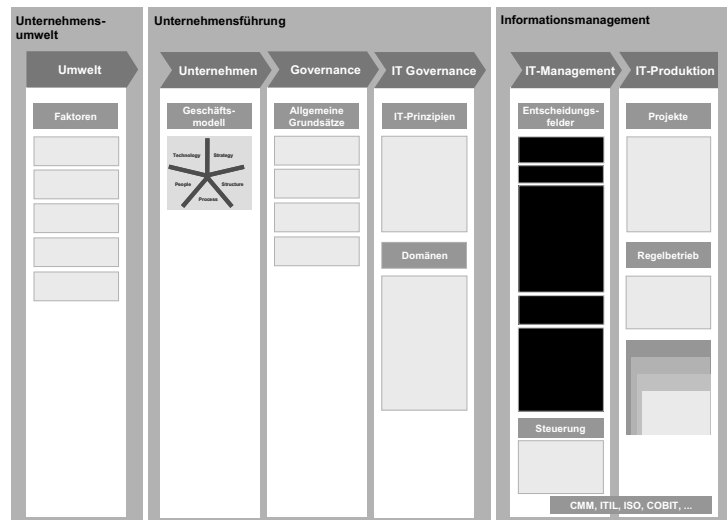 Unternehmens-
umwelt
Unternehmensführung
Informationsmanagement
Umwelt
Unternehmen
Governance
IT Governance
IT-Management
IT-Produktion
Faktoren
Geschäfts-
modell
Allgemeine
Grundsätze
IT-Prinzipien
Entscheidungs-
felder
Projekte
Technology
Strategy
People
Structure
Process
Domänen
Regelbetrieb
Steuerung
CMM, ITIL, ISO, COBIT, ...